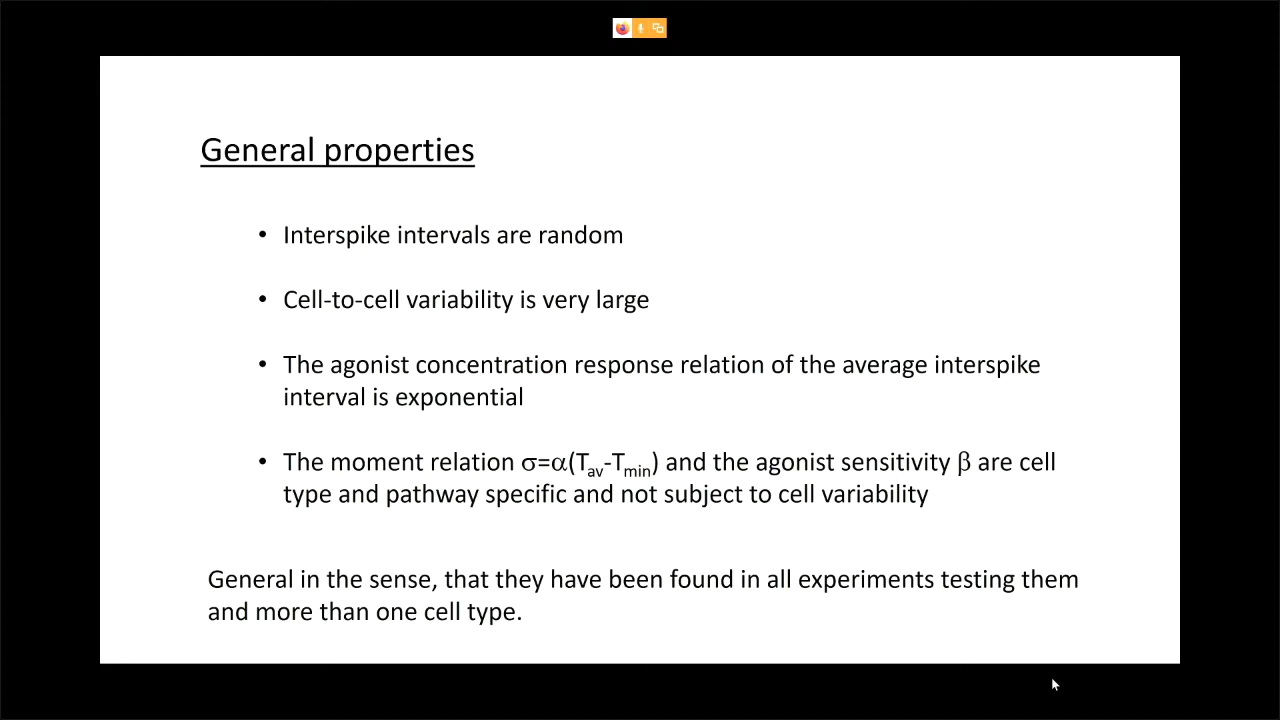 General properties
• Interspike intervals are random
• Cell-to-cell variability is very large
• The agonist concentration response relation of the average interspike
interval is exponential
• The moment relation σ=α(Tav-Tmin) and the agonist sensitivity β are cell
type and pathway specific and not subject to cell variability
General in the sense, that they have been found in all experiments testing them
and more than one cell type.